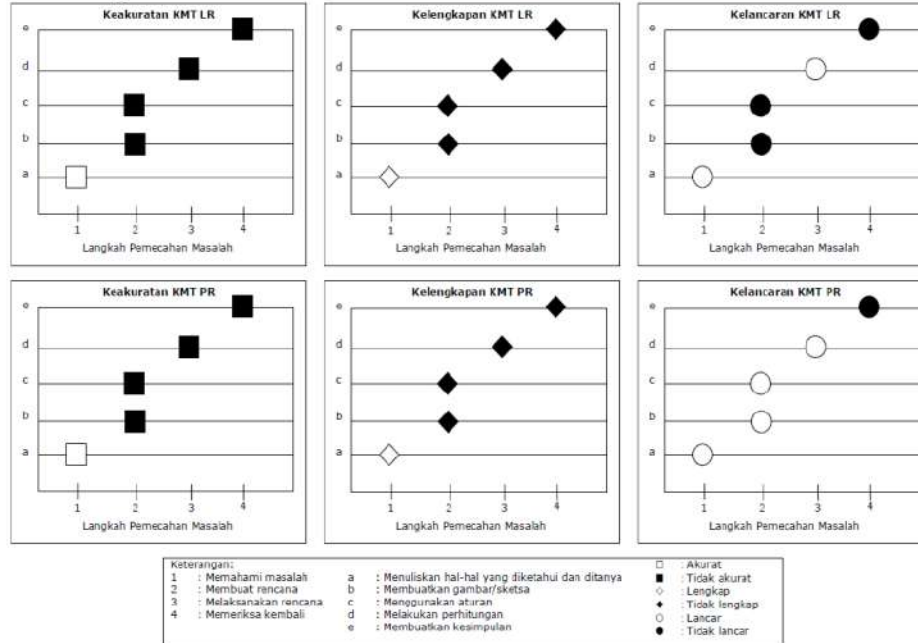 Keakuratan KMT LR
e
d
c
b
a
1 2 3 4
Langkah Pemecahan Masalah
Kelengkapan KMT LR
e
d
c
b
a
1 2 3 4
Langkah Pemecahan Masalah
Kelancaran KMT LR
e
d
c
b
a
1 2 3 4
Langkah Pemecahan Masalah
Keakuratan KMT PR
e
d
c
b
a
1 2 3 4
Langkah Pemecahan Masalah
Kelengkapan KMT PR
e
d
c
b
a
1 2 3 4
Langkah Pemecahan Masalah
Kelancaran KMT PR
e
d
c
b
a
1 2 3 4
Langkah Pemecahan Masalah
Keterangan:
1 : Memahami masalah
2 : Membuat rencana
3 : Melaksanakan rencana
4 : Memeriksa kembali
a : Menuliskan hal-hal yang diketahui dan ditanya
b : Membuatkan gambar/sketsa
c : Menggunakan aturan
d : Melakukan perhitungan
e : Membuatkan kesimpulan
: Akurat
: Tidak akurat
: Lengkap
: Tidak lengkap
: Lancar
: Tidak lancar